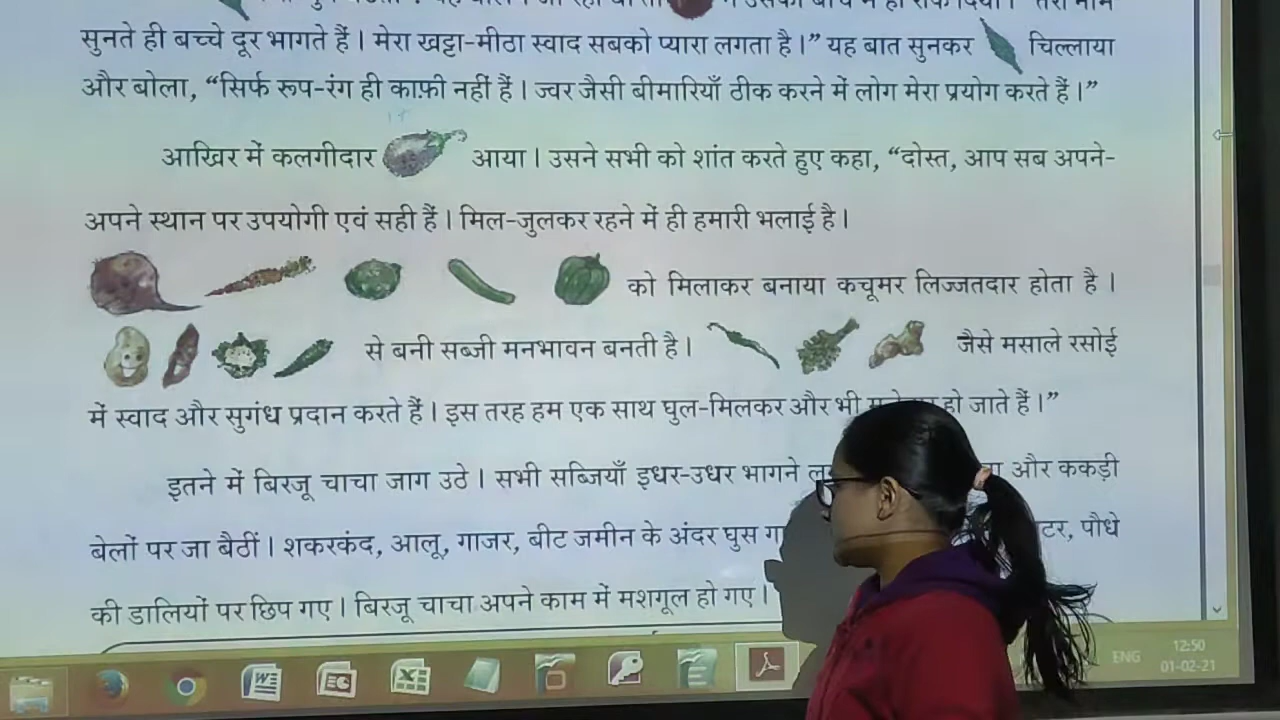 में उसको बीच में ही रोक दिया। "तेरा नाम
सुनते ही बच्चे दूर भागते हैं। मेरा खट्टा-मीठा स्वाद सबको प्यारा लगता है।” यह बात सुनकर चिल्लाया
और बोला, “सिर्फ रूप-रंग ही काफ़ी नहीं हैं। ज्वर जैसी बीमारियाँ ठीक करने में लोग मेरा प्रयोग करते हैं।”
आखिर में कलगीदार आया। उसने सभी को शांत करते हुए कहा, “दोस्त, आप सब अपने-
अपने स्थान पर उपयोगी एवं सही हैं। मिल-जुलकर रहने में ही हमारी भलाई है।
को मिलाकर बनाया कचूमर लिज्जतदार होता है।
से बनी सब्जी मनभावन बनती है। जैसे मसाले रसोई
में स्वाद और सुगंध प्रदान करते हैं। इस तरह हम एक साथ घुल-मिलकर और भी हो जाते हैं।”
इतने में बिरजू चाचा जाग उठे। सभी सब्जियाँ इधर-उधर भागने और ककड़ी
बेलों पर जा बैठीं। शकरकंद, आलू, गाजर, बीट जमीन के अंदर घुस पौधे
की डालियों पर छिप गए। बिरजू चाचा अपने काम में मशगूल हो गए।
ENG 12:50
01-02-21